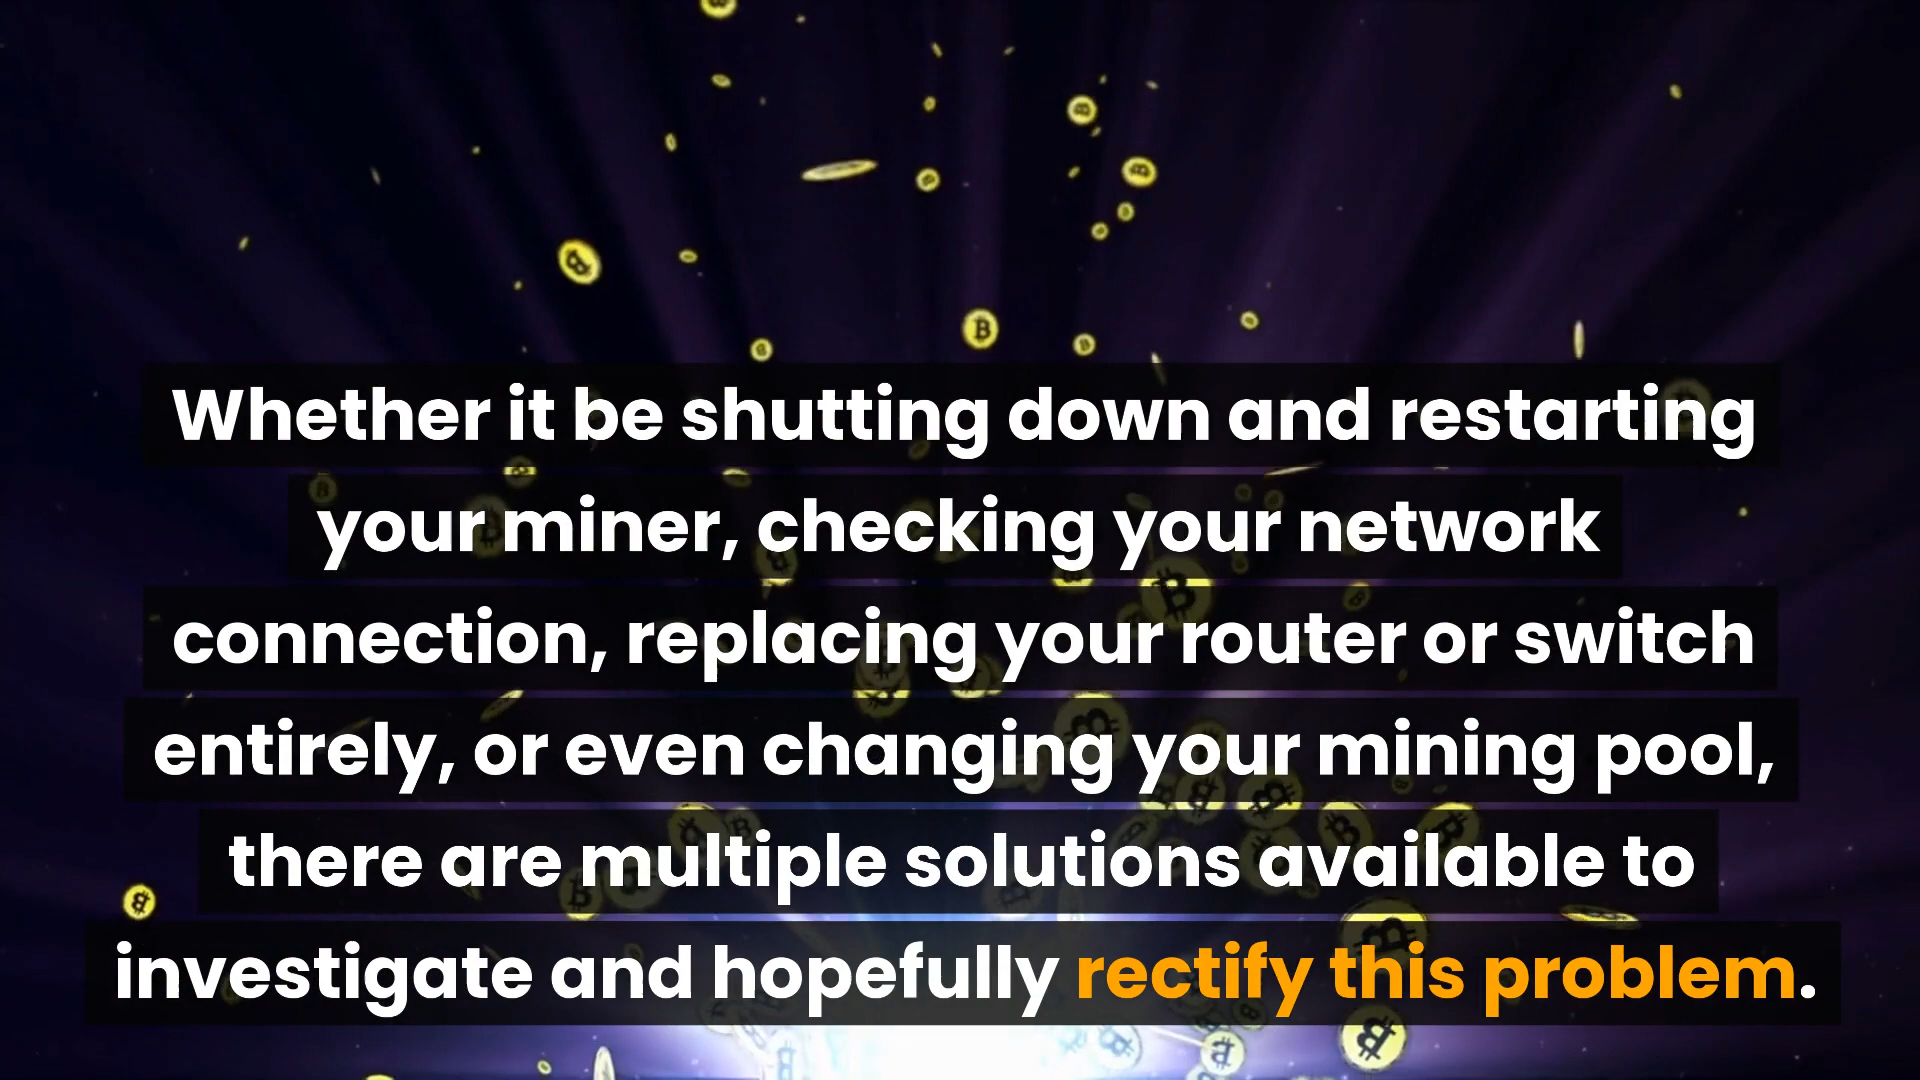 Whether it be shutting down and restarting
your miner, checking your network
connection, replacing your router or switch
entirely, or even changing your mining pool,
there are multiple solutions available to
investigate and hopefully rectify this problem.